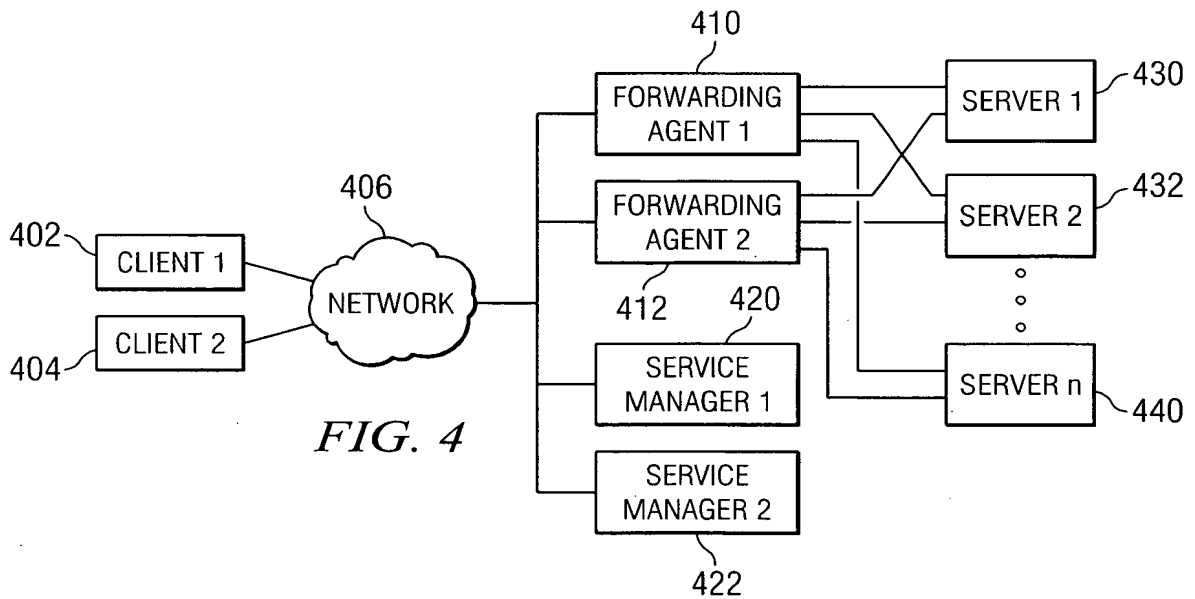 410
FORWARDING
AGENT 1
SERVER 1
430
406
FORWARDING
AGENT 2
412
432
SERVER 2
402
CLIENT 1
NETWORK
404
CLIENT 2
420
SERVICE
MANAGER 1
SERVER n
440
FIG. 4
SERVICE
MANAGER 2
422